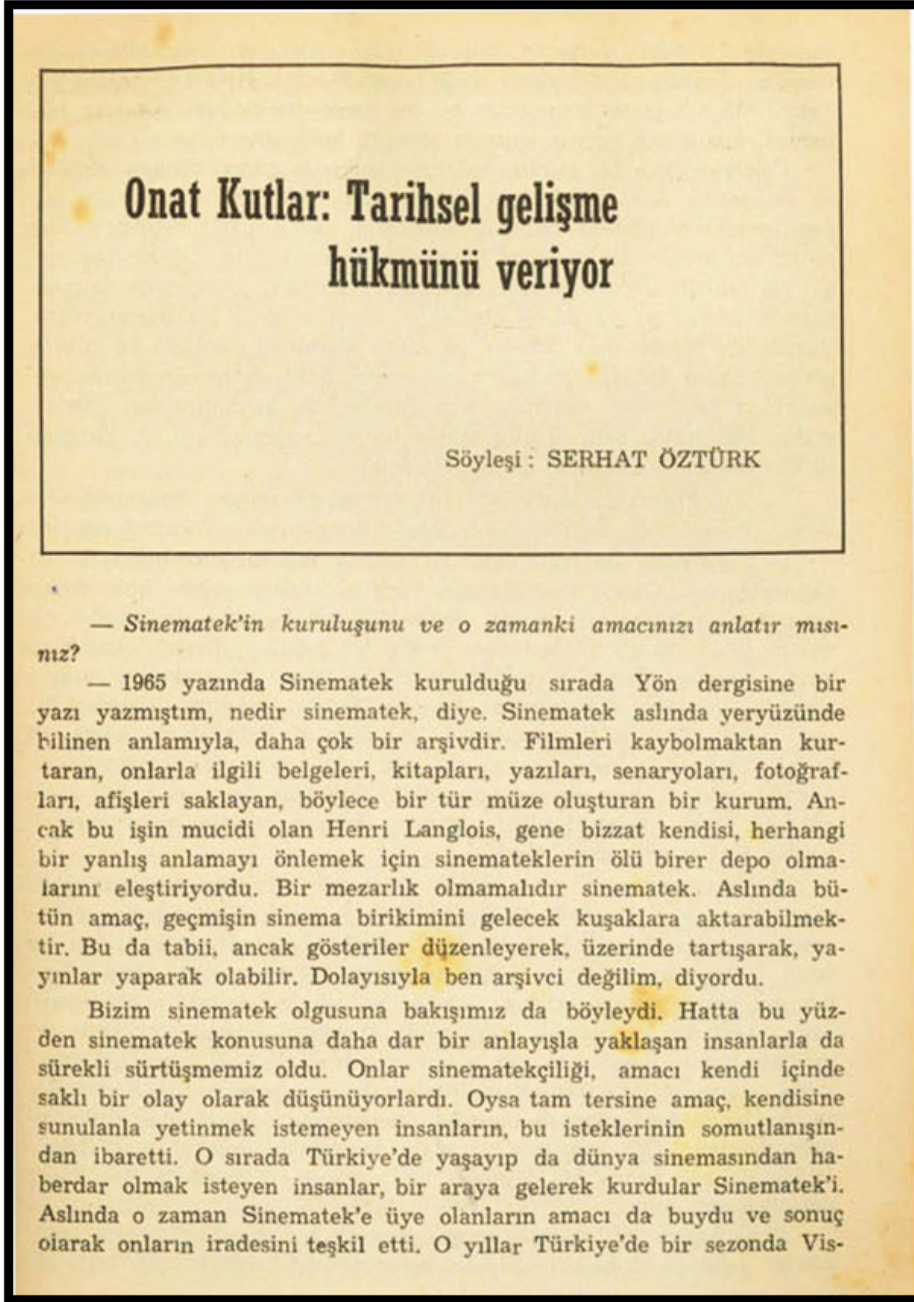 Onat Kutlar: Tarihsel gelişme
hükmünü veriyor
Söyleşi : SERHAT ÖZTÜRK
— Sinematek'in kuruluşunu ve o zamanki amacınızı anlatır mısı-
nız?
— 1965 yazında Sinematek kurulduğu sırada Yön dergisine bir
yazı yazmıştım, nedir sinematek, diye. Sinematek aslında yeryüzünde
bilinen anlamıyla, daha çok bir arşivdir. Filmleri kaybolmaktan kur-
taran, onlarla ilgili belgeleri, kitapları, yazıları, senaryoları, fotoğraf-
ları, afişleri saklayan, böylece bir tür müze oluşturan bir kurum. An-
cak bu işin mucidi olan Henri Langlois, gene bizzat kendisi, herhangi
bir yanlış anlamayı önlemek için sinemateklerin ölü birer depo olma-
larını eleştiriyordu. Bir mezarlık olmamalıdır sinematek. Aslında bü-
tün amaç, geçmişin sinema birikimini gelecek kuşaklara aktarabilmek-
tir. Bu da tabii, ancak gösteriler düzenleyerek, üzerinde tartışarak, ya-
yınlar yaparak olabilir. Dolayısıyla ben arşivci değilim, diyordu.
Bizim sinematek olgusuna bakışımız da böyleydi. Hatta bu yüz-
den sinematek konusuna daha dar bir anlayışla yaklaşan insanlarla da
sürekli sürtüşmemiz oldu. Onlar sinematekçiliği, amacı kendi içinde
saklı bir olay olarak düşünüyorlardı. Oysa tam tersine amaç, kendisine
sunulanla yetinmek istemeyen insanların, bu isteklerinin somutlanışın-
dan ibaretti. O sırada Türkiye'de yaşayıp da dünya sinemasından ha-
berdar olmak isteyen insanlar, bir araya gelerek kurdular Sinematek'i.
Aslında o zaman Sinematek'e üye olanların amacı da buydu ve sonuç
olarak onların iradesini teşkil etti. O yıllar Türkiye'de bir sezonda Vis-